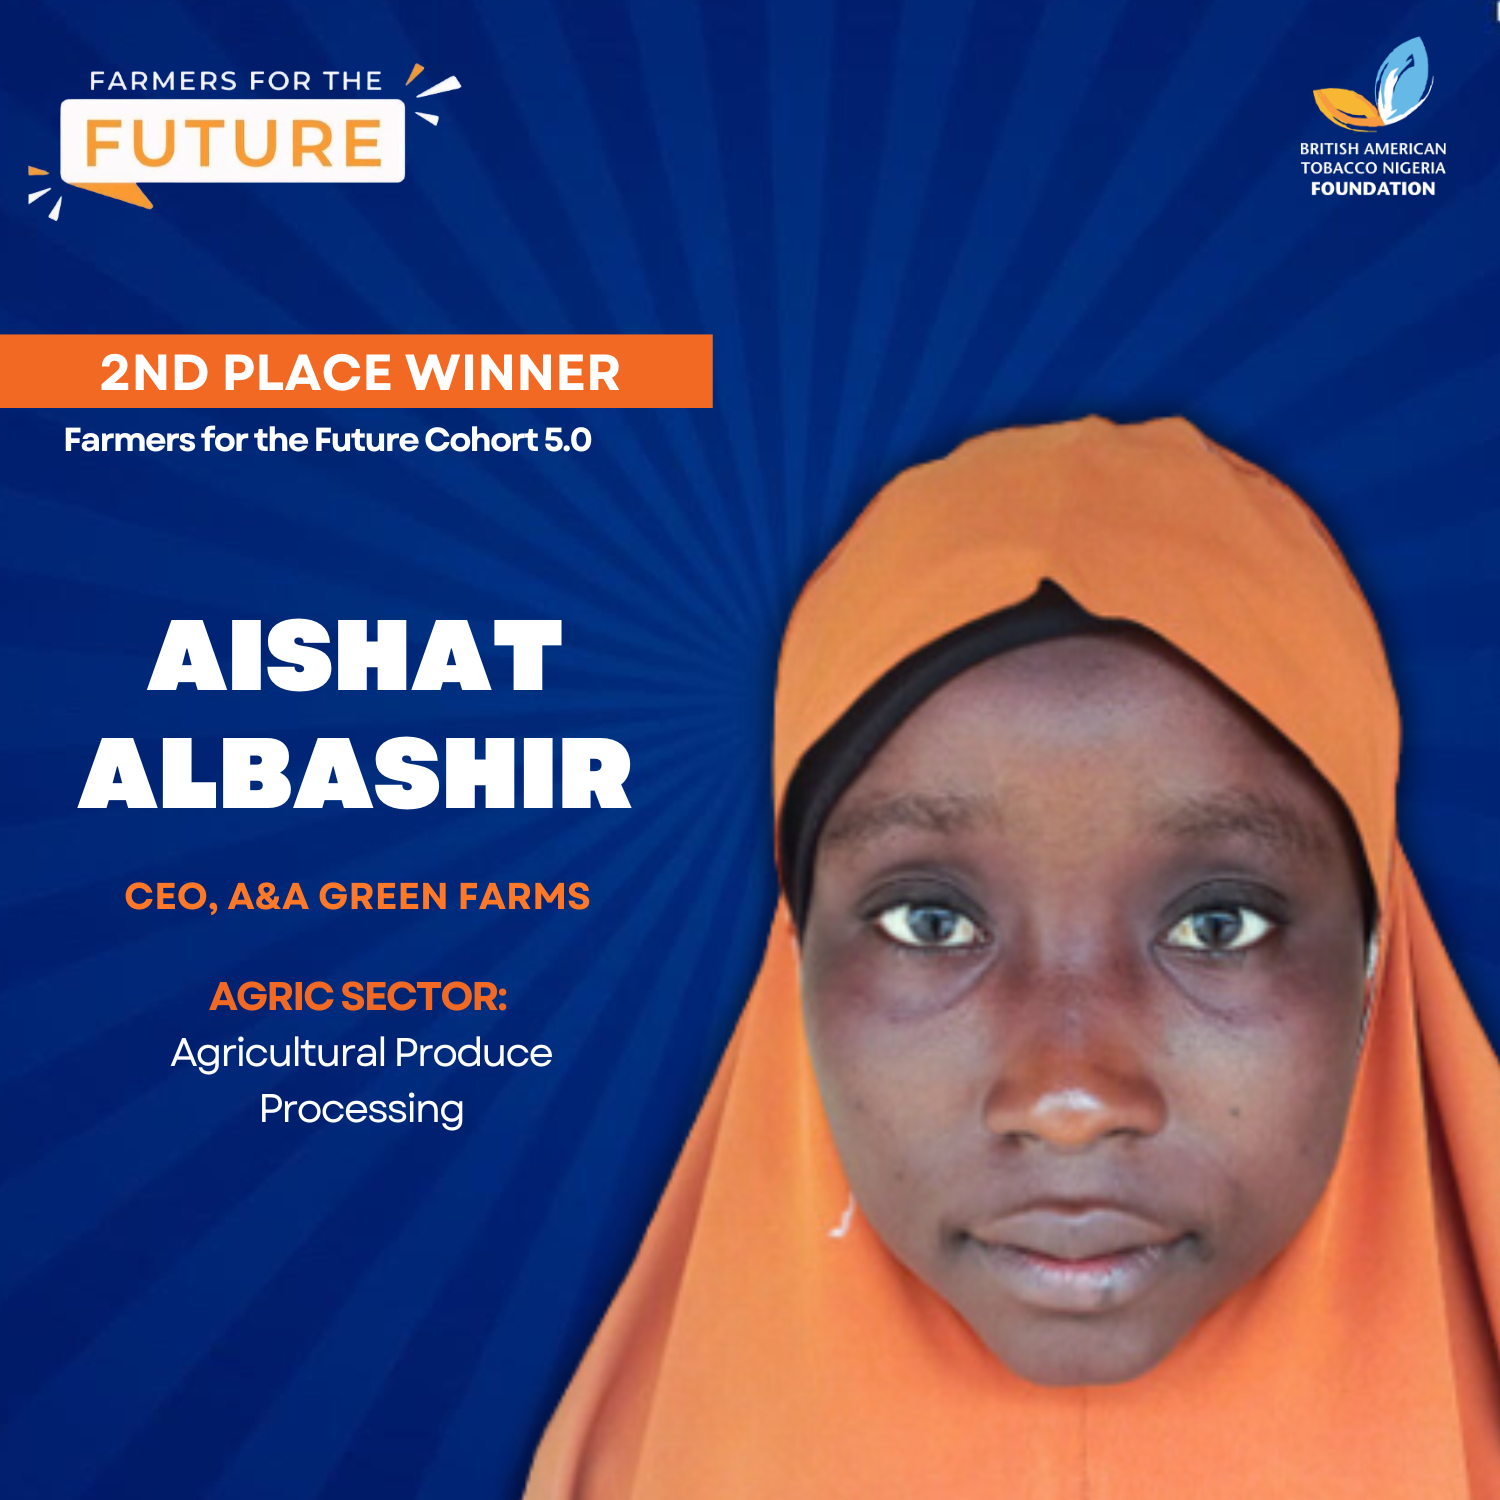 FARMERS FOR THE
FUTURE
BRITISH AMERICAN
TOBACCO NIGERIA
FOUNDATION
2ND PLACE WINNER
Farmers for the Future Cohort 5.0
AISHAT
ALBASHIR
CEO, A&A GREEN FARMS
AGRIC SECTOR:
Agricultural Produce
Processing